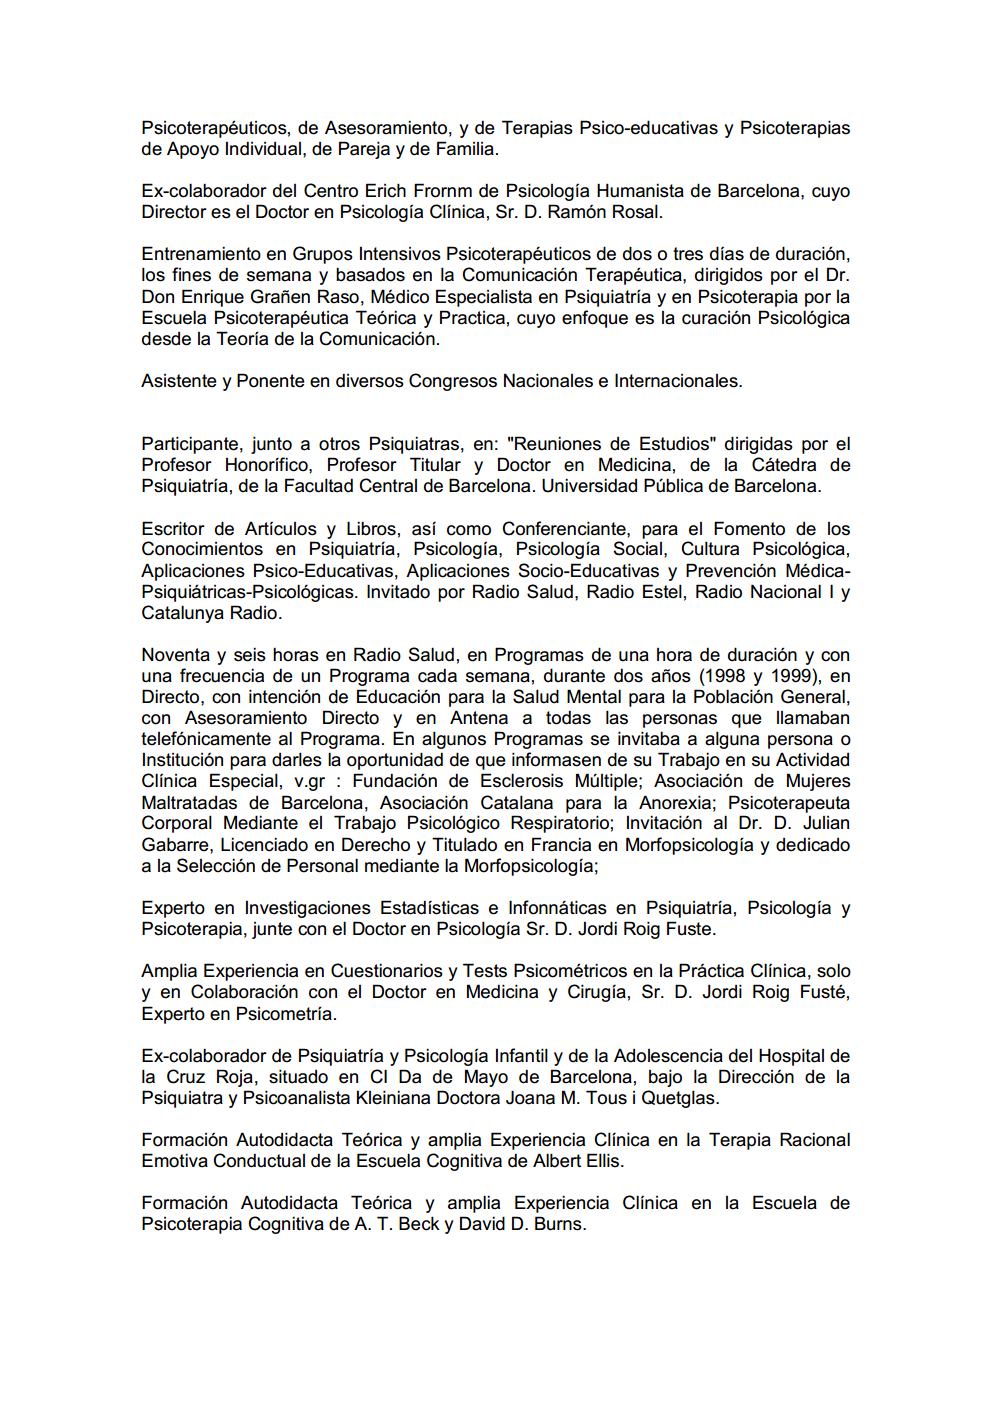 Psicoterapéuticos, de Asesoramiento, y de Terapias Psico-educativas y Psicoterapias
de Apoyo Individual, de Pareja y de Familia.
Ex-colaborador del Centro Erich Frornm de Psicología Humanista de Barcelona, cuyo
Director es el Doctor en Psicología Clínica, Sr. D. Ramón Rosal.
Entrenamiento en Grupos Intensivos Psicoterapéuticos de dos o tres días de duración,
los fines de semana y basados en la Comunicación Terapéutica, dirigidos por el Dr.
Don Enrique Grañen Raso, Médico Especialista en Psiquiatría y en Psicoterapia por la
Escuela Psicoterapéutica Teórica y Practica, cuyo enfoque es la curación Psicológica
desde la Teoría de la Comunicación.
Asistente y Ponente en diversos Congresos Nacionales e Internacionales.
Participante, junto a otros Psiquiatras, en: "Reuniones de Estudios" dirigidas por el
Profesor Honorífico, Profesor Titular y Doctor en Medicina, de la Cátedra de
Psiquiatría, de la Facultad Central de Barcelona. Universidad Pública de Barcelona.
Escritor de Artículos y Libros, así como Conferenciante, para el Fomento de los
Conocimientos en Psiquiatría, Psicología, Psicología Social, Cultura Psicológica,
Aplicaciones Psico-Educativas, Aplicaciones Socio-Educativas y Prevención Médica-
Psiquiátricas-Psicológicas. Invitado por Radio Salud, Radio Estel, Radio Nacional I y
Catalunya Radio.
Noventa y seis horas en Radio Salud, en Programas de una hora de duración y con
una frecuencia de un Programa cada semana, durante dos años (1998 y 1999), en
Directo, con intención de Educación para la Salud Mental para la Población General,
con Asesoramiento Directo y en Antena a todas las personas que llamaban
telefónicamente al Programa. En algunos Programas se invitaba a alguna persona o
Institución para darles la oportunidad de que informasen de su Trabajo en su Actividad
Clínica Especial, v.gr : Fundación de Esclerosis Múltiple; Asociación de Mujeres
Maltratadas de Barcelona, Asociación Catalana para la Anorexia; Psicoterapeuta
Corporal Mediante el Trabajo Psicológico Respiratorio; Invitación al Dr. D. Julian
Gabarre, Licenciado en Derecho y Titulado en Francia en Morfopsicología y dedicado
a la Selección de Personal mediante la Morfopsicología;
Experto en Investigaciones Estadísticas e Infonnáticas en Psiquiatría, Psicología y
Psicoterapia, junte con el Doctor en Psicología Sr. D. Jordi Roig Fuste.
Amplia Experiencia en Cuestionarios y Tests Psicométricos en la Práctica Clínica, solo
y en Colaboración con el Doctor en Medicina y Cirugía, Sr. D. Jordi Roig Fusté,
Experto en Psicometría.
Ex-colaborador de Psiquiatría y Psicología Infantil y de la Adolescencia del Hospital de
la Cruz Roja, situado en CI Da de Mayo de Barcelona, bajo la Dirección de la
Psiquiatra y Psicoanalista Kleiniana Doctora Joana M. Tous i Quetglas.
Formación Autodidacta Teórica y amplia Experiencia Clínica en la Terapia Racional
Emotiva Conductual de la Escuela Cognitiva de Albert Ellis.
Formación Autodidacta Teórica y amplia Experiencia Clínica en la Escuela de
Psicoterapia Cognitiva de A. T. Beck y David D. Burns.